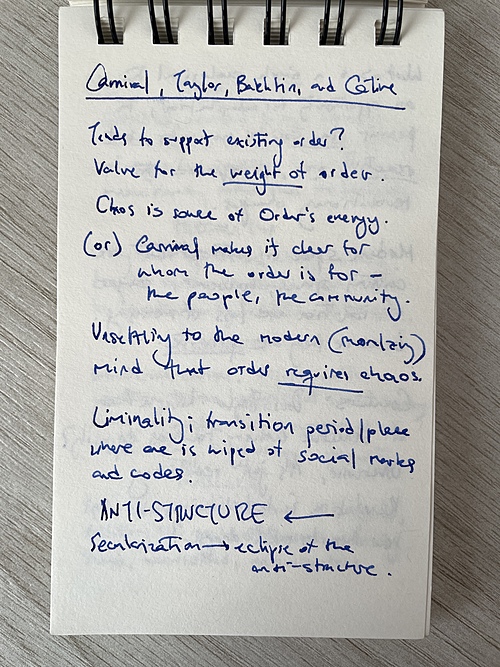 Carnival, Taylor, Bakhtin, and Celine
Tends to support existing order?
Value for the weight of order.
Chaos is source of Order's energy.
(or) Carnival makes it clear for
whom the order is for –
the people, the community.
Unsettling to the modern (moralizing)
mind that order requires chaos.
Liminality: transition period/place
where one is wiped of social marks
and codes.
ANTI-STRUCTURE ←
Secularization → eclipse of the
anti-structure.